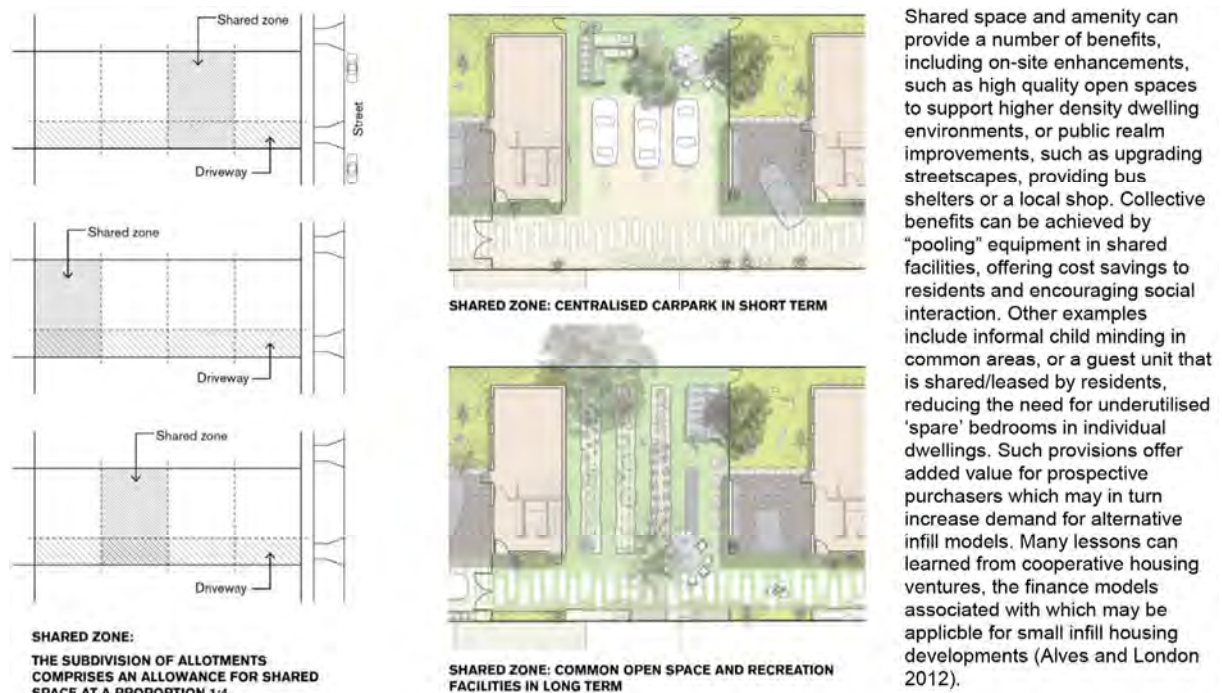 Shared zone
Street
Driveway
Shared zone
Driveway
Shared zone
Driveway
SHARED ZONE:
THE SUBDIVISION OF ALLOTMENTS
COMPRISES AN ALLOWANCE FOR SHARED
SPACE AT A PROPORTION 1:4
SHARED ZONE: CENTRALISED CARPARK IN SHORT TERM
SHARED ZONE: COMMON OPEN SPACE AND RECREATION
FACILITIES IN LONG TERM
Shared space and amenity can
provide a number of benefits,
including on-site enhancements,
such as high quality open spaces
to support higher density dwelling
environments, or public realm
improvements, such as upgrading
streetscapes, providing bus
shelters or a local shop. Collective
benefits can be achieved by
“pooling” equipment in shared
facilities, offering cost savings to
residents and encouraging social
interaction. Other examples
include informal child minding in
common areas, or a guest unit that
is shared/leased by residents,
reducing the need for underutilised
‘spare’ bedrooms in individual
dwellings. Such provisions offer
added value for prospective
purchasers which may in turn
increase demand for alternative
infill models. Many lessons can
learned from cooperative housing
ventures, the finance models
associated with which may be
applicble for small infill housing
developments (Alves and London
2012).